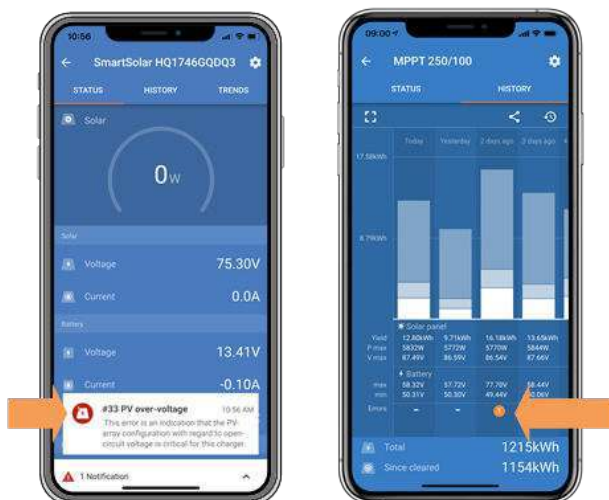 10:56
SmartSolar HQ1746GQDQ3
STATUS HISTORY TRENDS
Solar
0W
Solar
Voltage 75.30V
Current 0.0A
Battery
Voltage 13.41V
Current -0.10A
#33 PV over-voltage 10:56 AM
This error is an indication that the PV-
array configuration with regard to open-
circuit voltage is critical for this charger.
1 Notification
09:00
MPPT 250/100
STATUS HISTORY
Today Yesterday 2 days ago 3 days ago
17.58kWh
8.79kWh
Solar panel
Yield 12.80kWh 9.71kWh 16.18kWh 13.65kWh
P max 5832W 5772W 5770W 5844W
V max 87.49V 86.59V 86.54V 87.66V
Battery
max 58.32V 57.72V 77.70V 58.44V
min 50.31V 50.30V 49.44V
Errors - - 1
Total 1215kWh
Since cleared 1154kWh